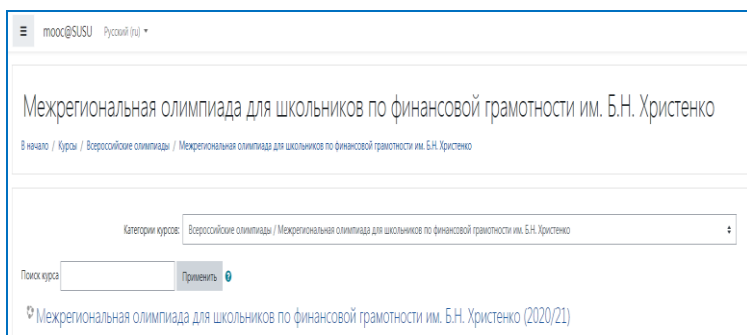 mooc@SUSU Русский (ru)
Межрегиональная олимпиада для школьников по финансовой грамотности им. Б.Н. Христенко
В начало / Курсы / Всероссийские олимпиады / Межрегиональная олимпиада для школьников по финансовой грамотности им. Б.Н. Христенко
Категории курсов: Всероссийские олимпиады / Межрегиональная олимпиада для школьников по финансовой грамотности им. Б.Н. Христенко
Поиск курса Применить
Межрегиональная олимпиада для школьников по финансовой грамотности им. Б.Н. Христенко (2020/21)